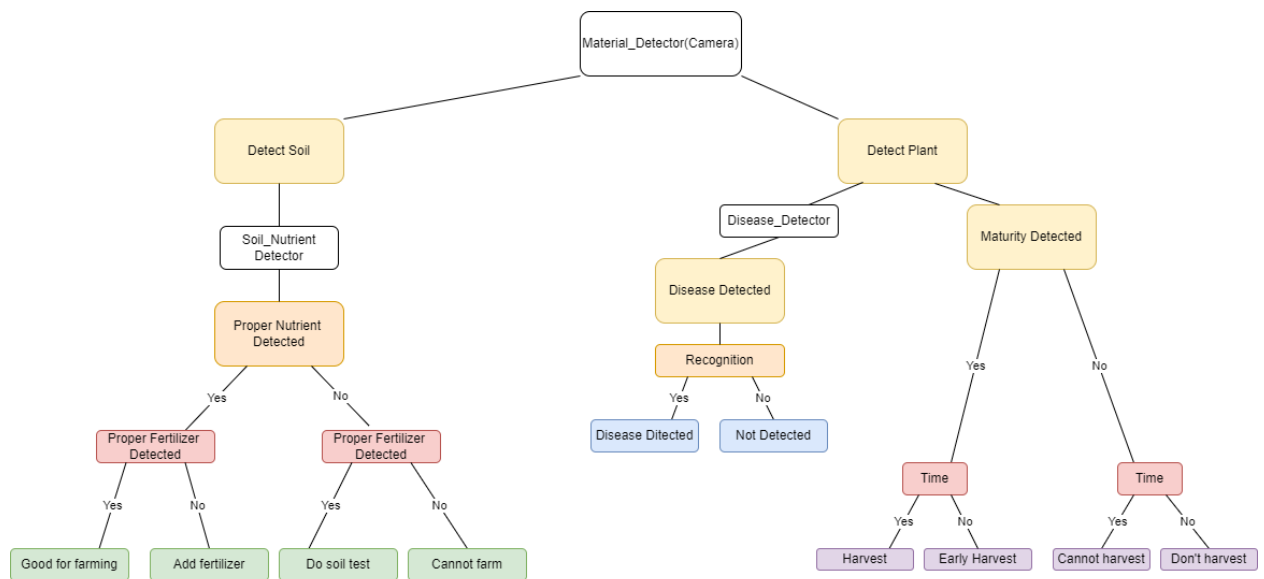 Material_Detector(Camera)
Detect Soil
Detect Plant
Soil_Nutrient
Detector
Disease_Detector
Maturity Detected
Disease Detected
Proper Nutrient
Detected
Recognition
Yes
No
Yes
No
Yes
No
Proper Fertilizer
Detected
Proper Fertilizer
Detected
Disease Ditected
Not Detected
Time
Time
Yes
No
Yes
No
Yes
No
Yes
No
Good for farming
Add fertilizer
Do soil test
Cannot farm
Harvest
Early Harvest
Cannot harvest
Don't harvest